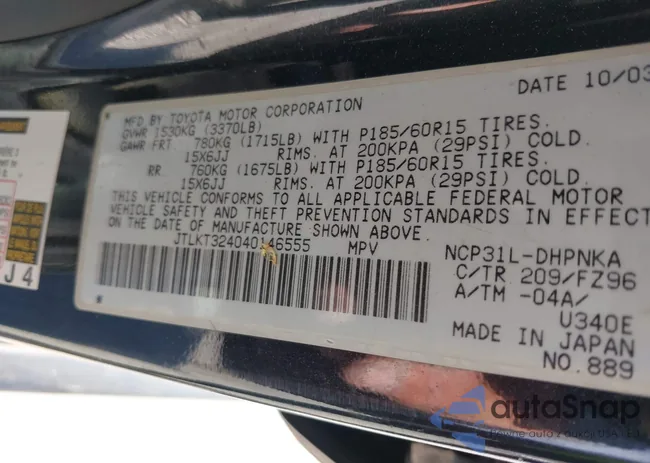 DATE 10/03
MFD BY TOYOTA MOTOR CORPORATION
GVWR 1530KG (3370LB)
GAWR FRT 780KG (1715LB) WITH P185/60R15 TIRES.
15X6JJ RIMS. AT 200KPA (29PSI) COLD.
RR 760KG (1675LB) WITH P185/60R15 TIRES.
15X6JJ RIMS. AT 200KPA (29PSI) COLD.
THIS VEHICLE CONFORMS TO ALL APPLICABLE FEDERAL MOTOR
VEHICLE SAFETY AND THEFT PREVENTION STANDARDS IN EFFECT
ON THE DATE OF MANUFACTURE SHOWN ABOVE.
JTLKT324040146555 MPV
NCP31L-DHPNKA
C/TR 209/FZ96
A/TM -04A/
U340E
MADE IN JAPAN
NO.889
J4
autaSnap